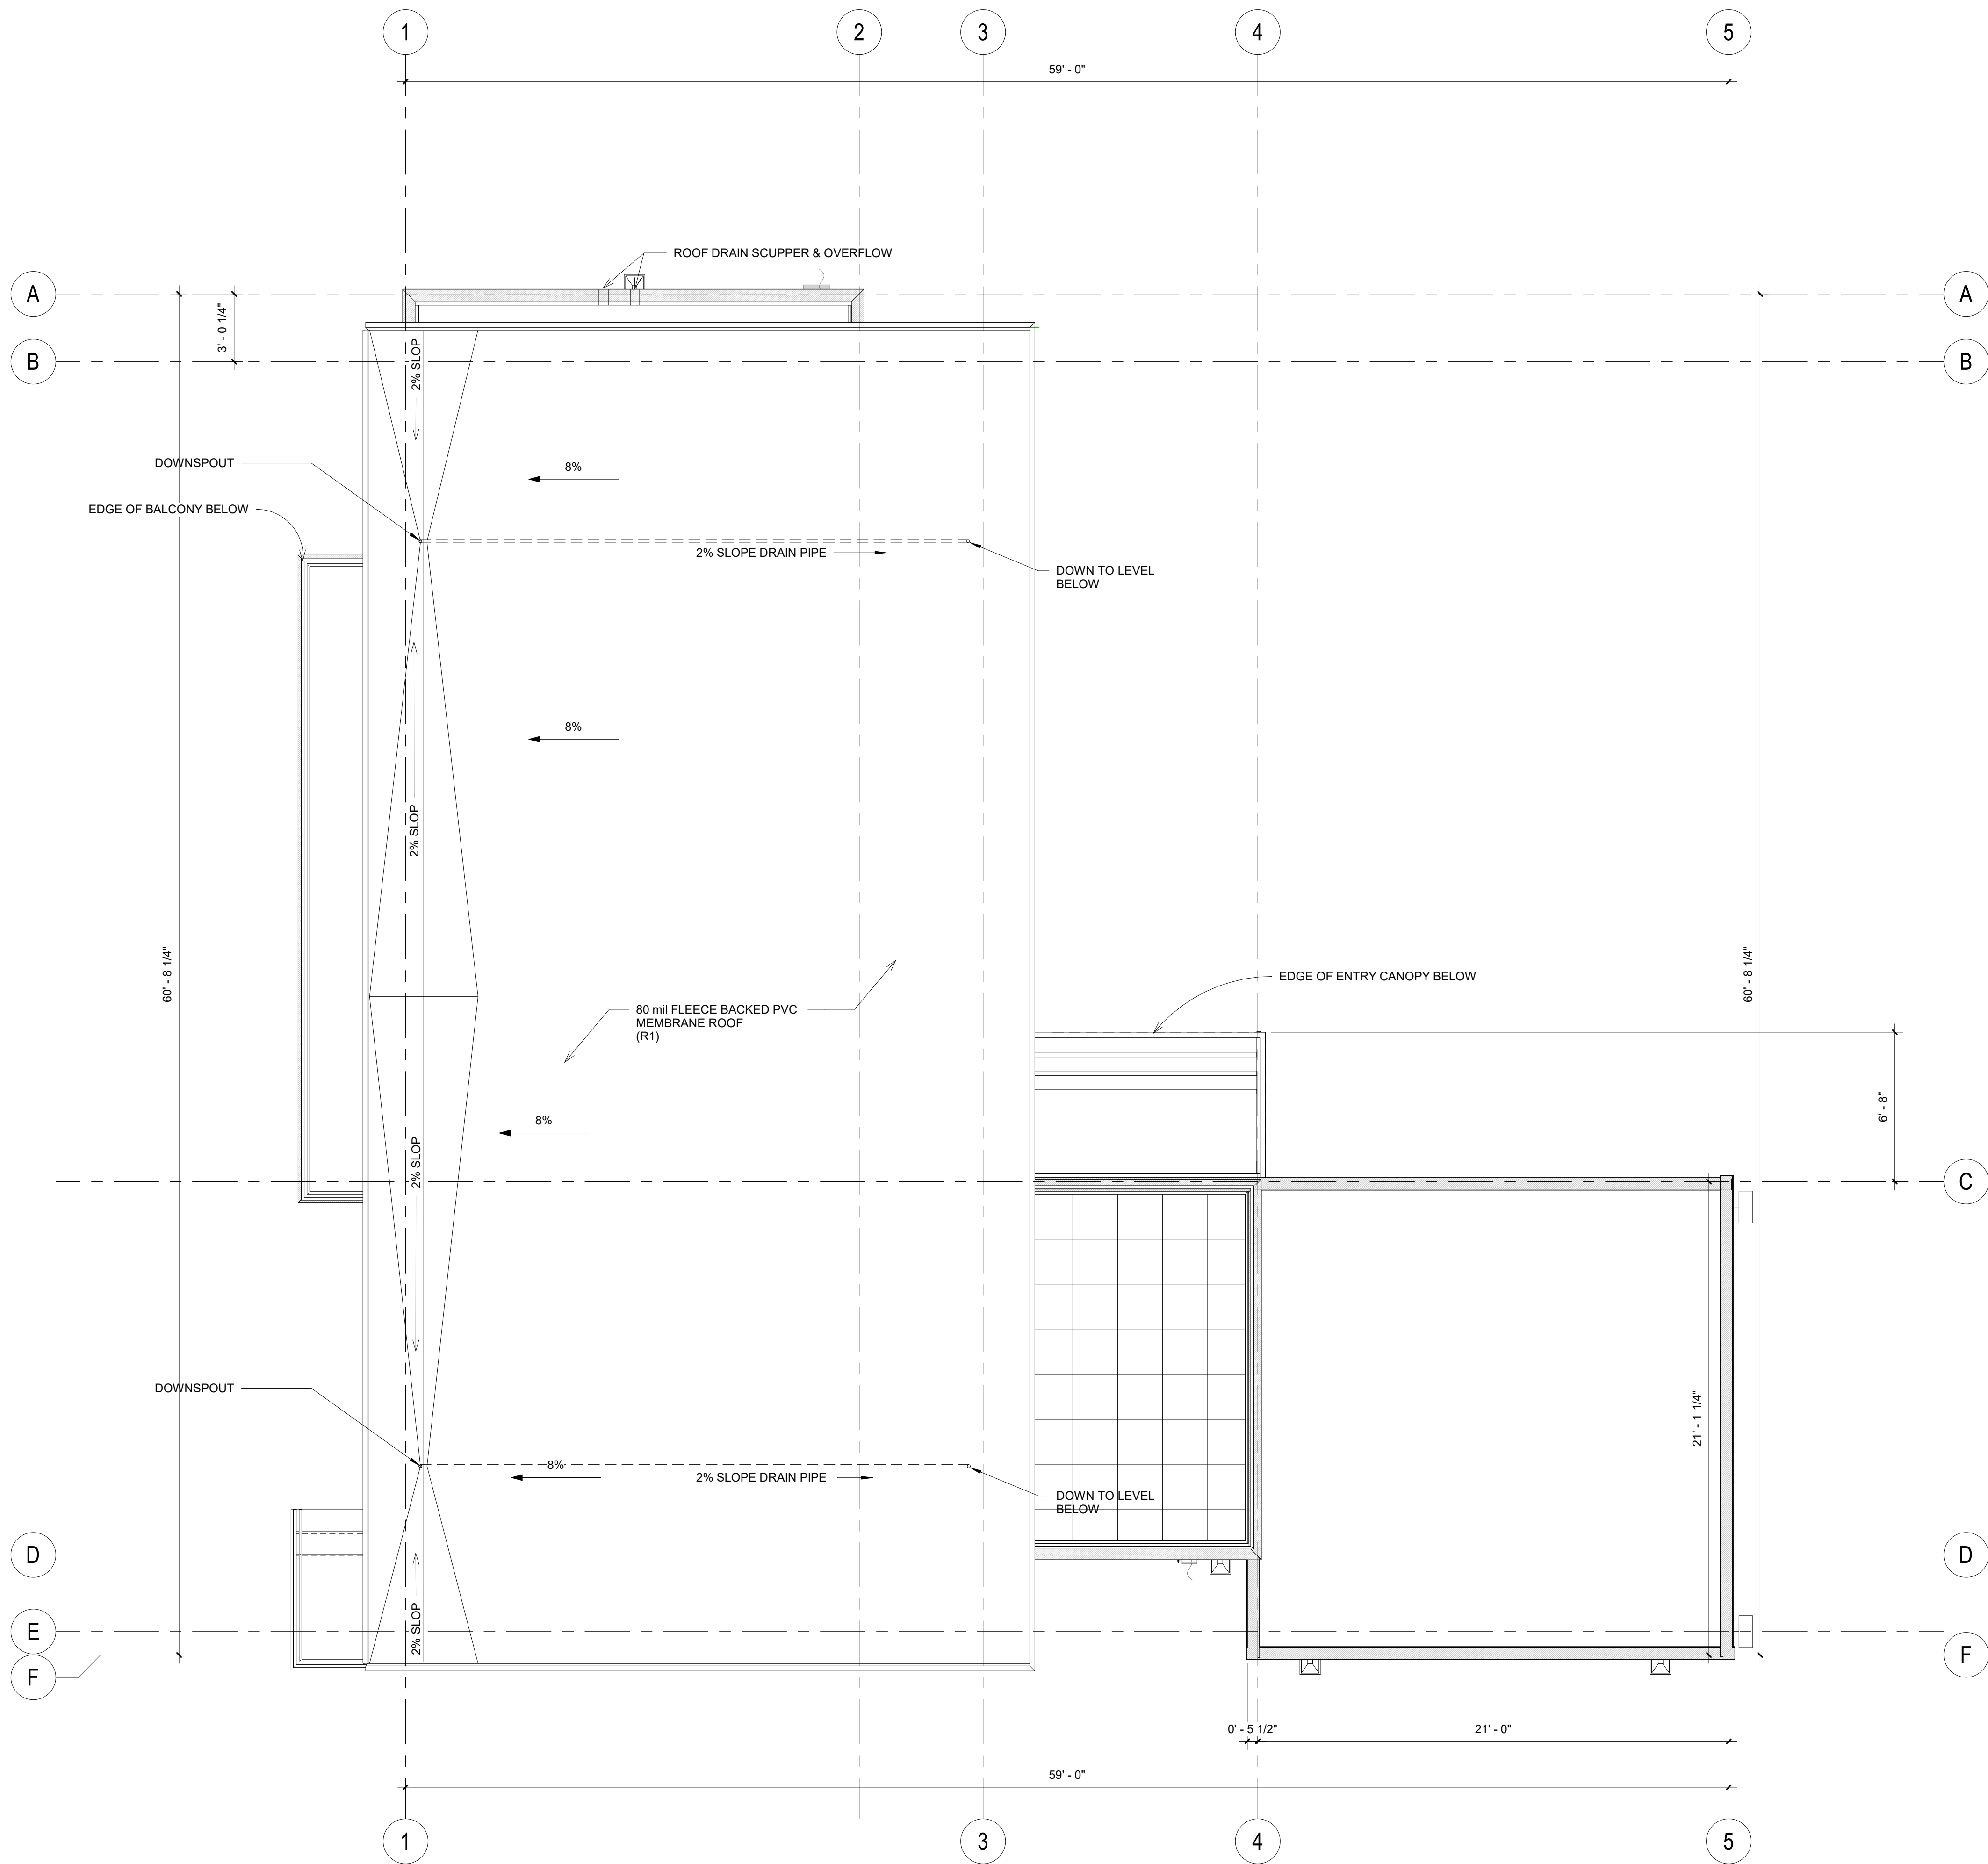 1
2
3
4
5
59' - 0"
ROOF DRAIN SCUPPER & OVERFLOW
A
A
3' - 0 1/4"
B
B
2% SLOP
DOWNSPOUT
8%
EDGE OF BALCONY BELOW
2% SLOPE DRAIN PIPE
DOWN TO LEVEL
BELOW
8%
2% SLOP
60' - 8 1/4"
60' - 8 1/4"
EDGE OF ENTRY CANOPY BELOW
80 mil FLEECE BACKED PVC
MEMBRANE ROOF
(R1)
6' - 8"
8%
2% SLOP
C
DOWNSPOUT
21' - 1 1/4"
8%
2% SLOPE DRAIN PIPE
DOWN TO LEVEL
BELOW
D
D
2% SLOP
E
F
F
0' - 5 1/2"
21' - 0"
59' - 0"
1
3
4
5